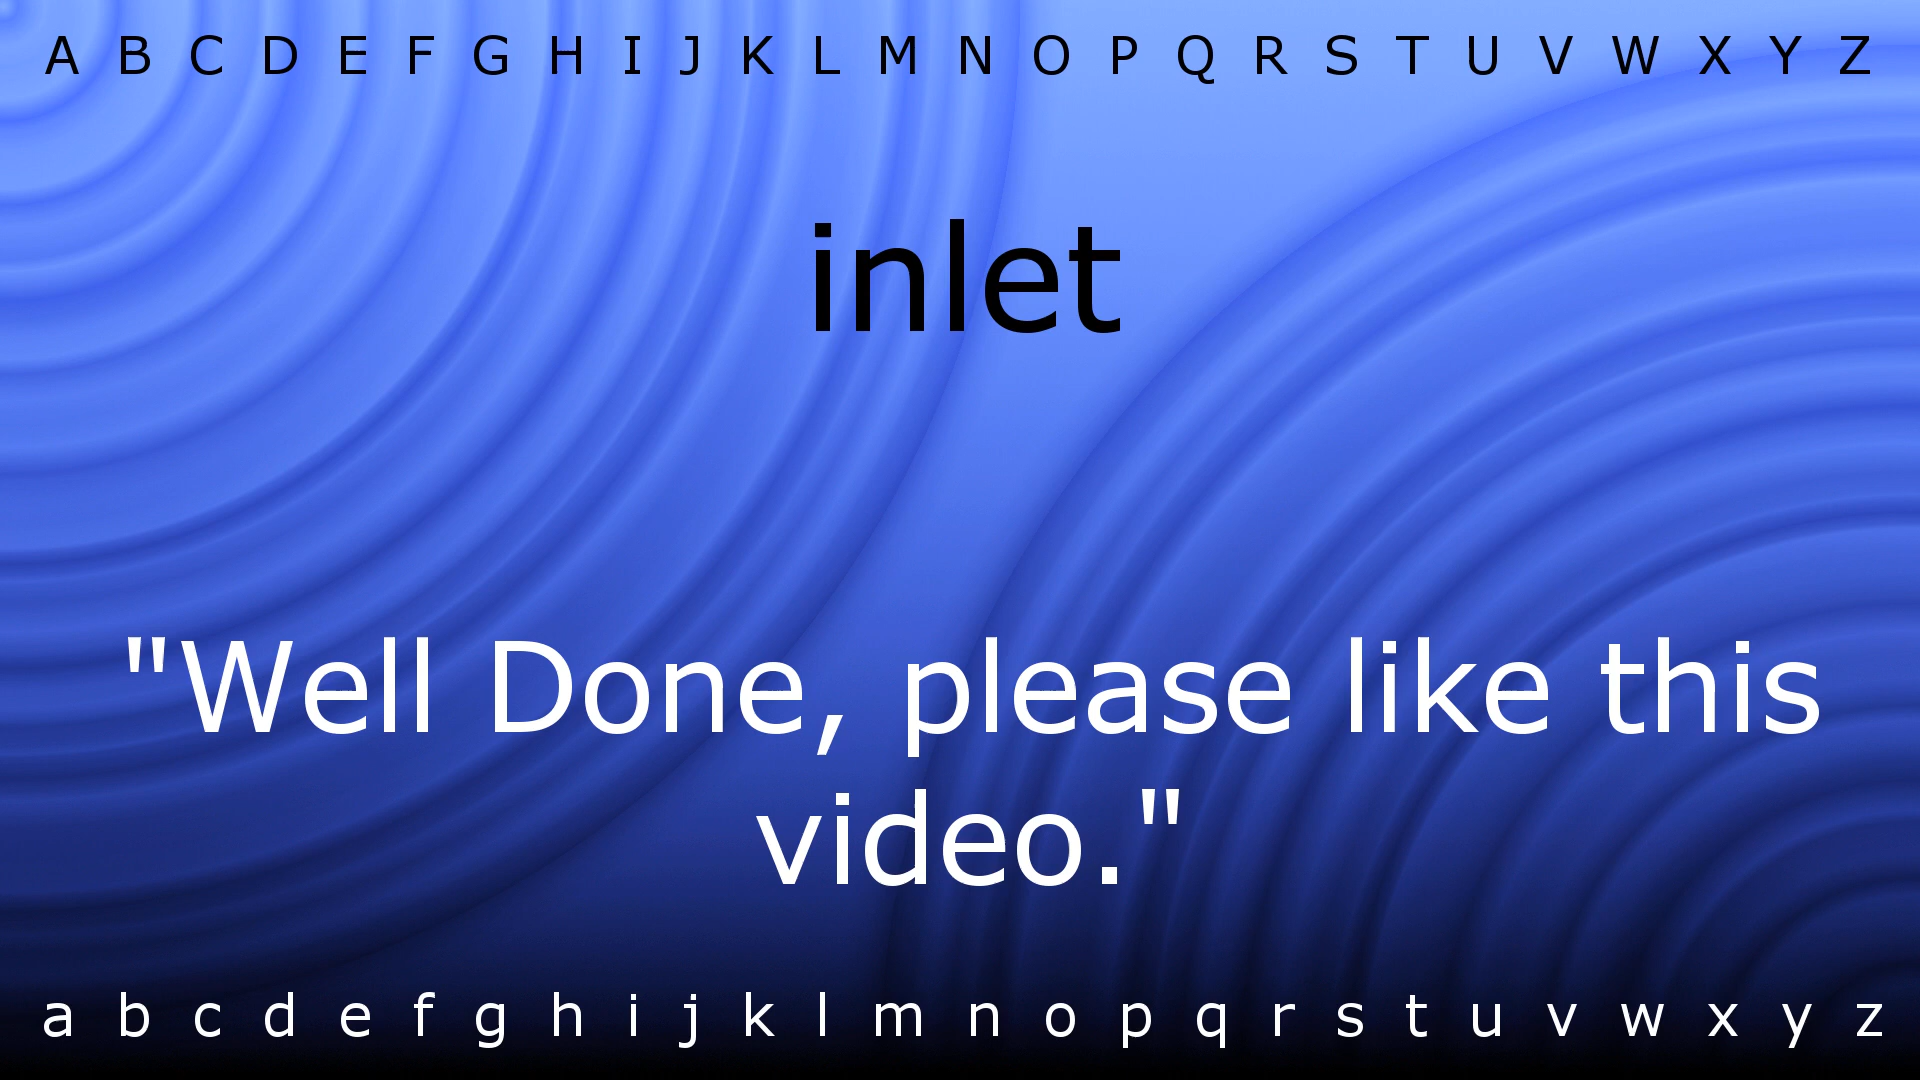 A B C D E F G H I J K L M N O P Q R S T U V W X Y Z
inlet
"Well Done, please like this
video."
a b c d e f g h i j k l m n o p q r s t u v w x y z